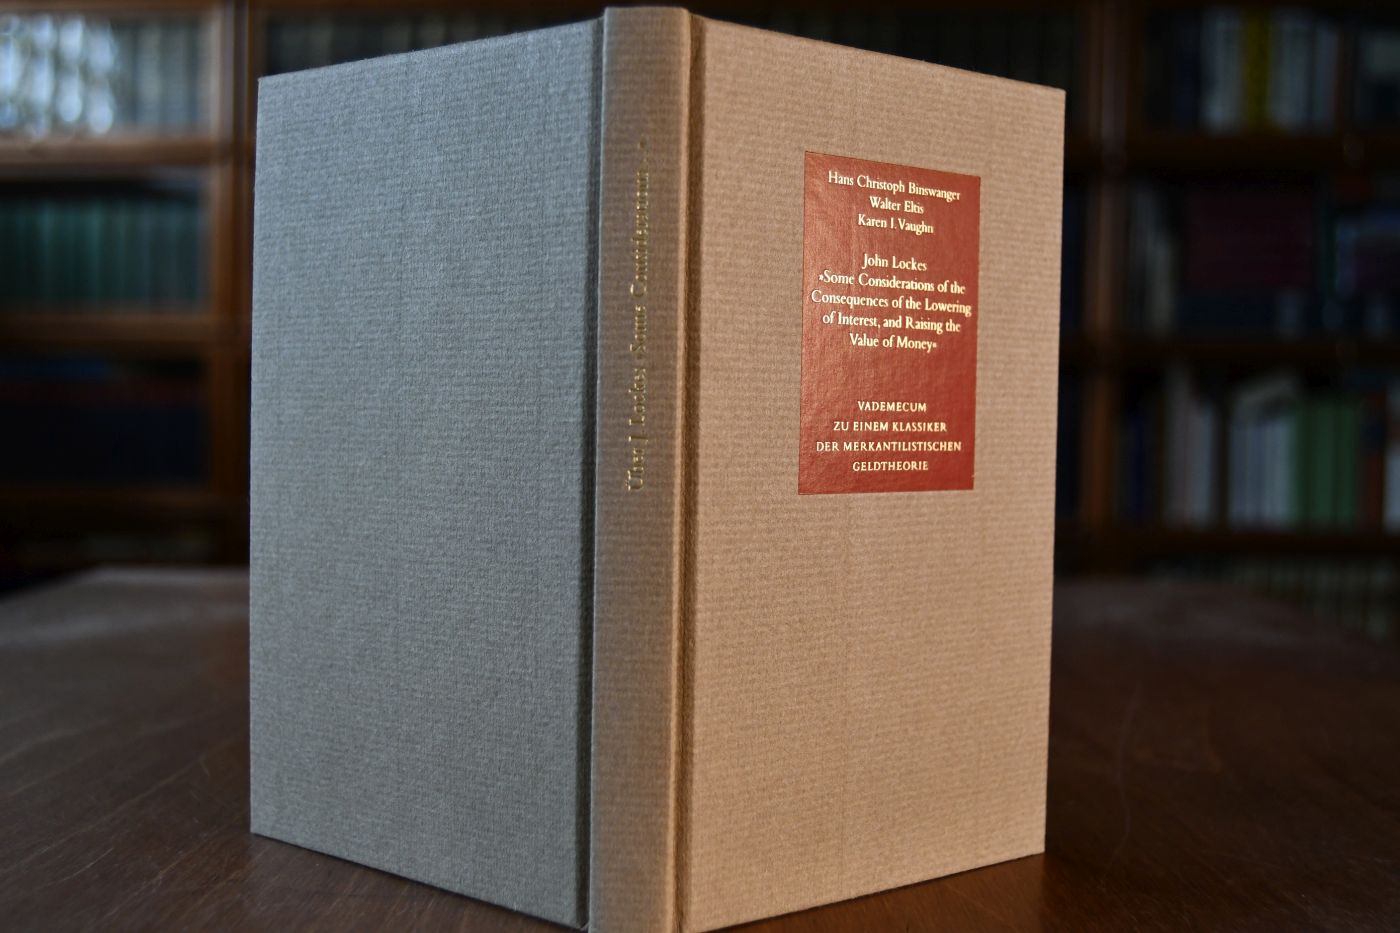 Über J. Lockes »Some Considerations«
Hans Christoph Binswanger
Walter Eltis
Karen I. Vaughn
John Lockes
»Some Considerations of the
Consequences of the Lowering
of Interest, and Raising the
Value of Money«
VADEMECUM
ZU EINEM KLASSIKER
DER MERKANTILISTISCHEN
GELDTHEORIE